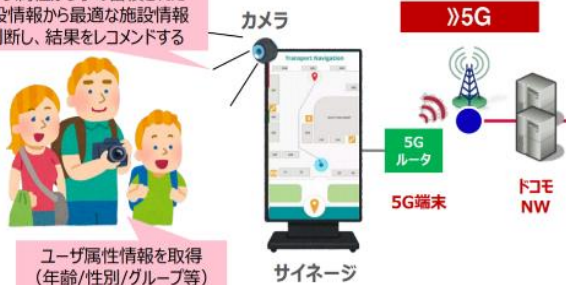 設情報から最適な施設情報
判断し、結果をレコメンドする
カメラ
》5G
Transport Navigation
5G
ルータ
5G端末
ドコモ
NW
ユーザ属性情報を取得
(年齢/性別/グループ等)
サイネージ